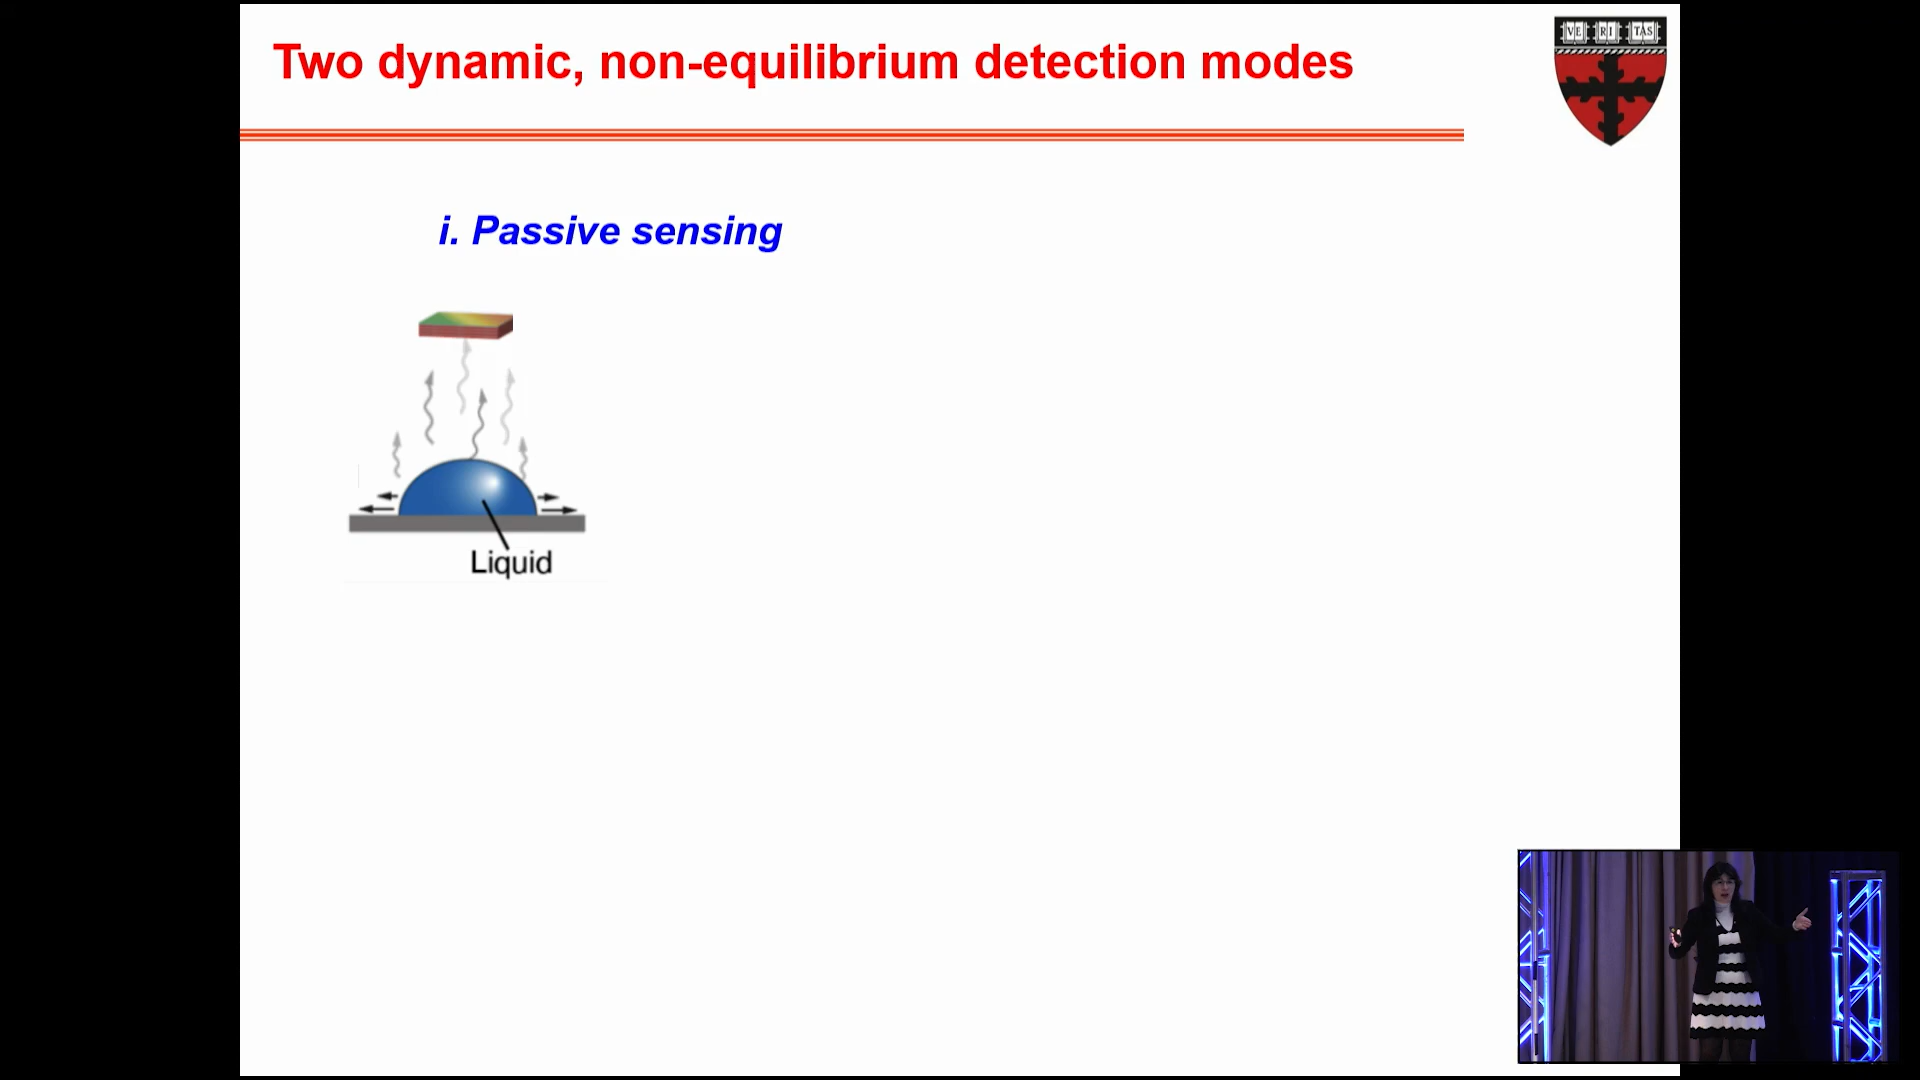 Two dynamic, non-equilibrium detection modes
VE RI TAS
i. Passive sensing
Liquid